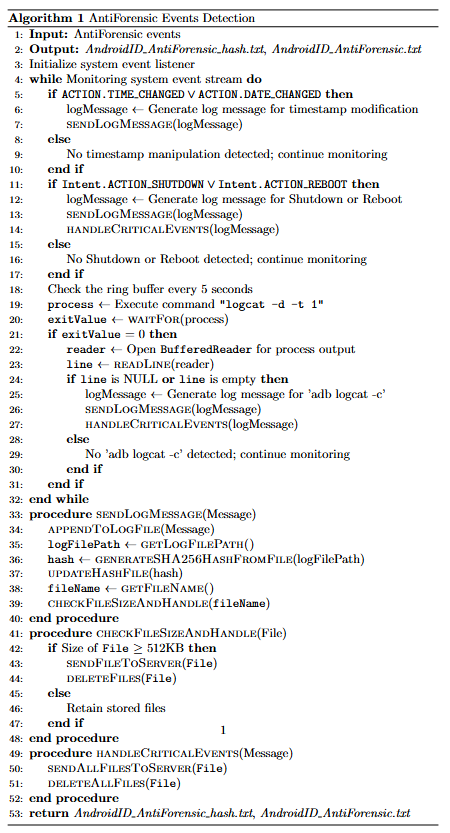 Algorithm 1 AntiForensic Events Detection
1: Input: AntiForensic events
2: Output: AndroidID_AntiForensic_hash.txt, AndroidID_AntiForensic.txt
3: Initialize system event listener
4: while Monitoring system event stream do
5: if ACTION.TIME_CHANGED ∨ ACTION.DATE_CHANGED then
6: logMessage ← Generate log message for timestamp modification
7: SENDLOGMESSAGE(logMessage)
8: else
9: No timestamp manipulation detected; continue monitoring
10: end if
11: if Intent.ACTION_SHUTDOWN ∨ Intent.ACTION_REBOOT then
12: logMessage ← Generate log message for Shutdown or Reboot
13: SENDLOGMESSAGE(logMessage)
14: HANDLECRITICALEVENTS(logMessage)
15: else
16: No Shutdown or Reboot detected; continue monitoring
17: end if
18: Check the ring buffer every 5 seconds
19: process ← Execute command "logcat -d -t 1"
20: exitValue ← WAITFOR(process)
21: if exitValue = 0 then
22: reader ← Open BufferedReader for process output
23: line ← READLINE(reader)
24: if line is NULL or line is empty then
25: logMessage ← Generate log message for 'adb logcat -c'
26: SENDLOGMESSAGE(logMessage)
27: HANDLECRITICALEVENTS(logMessage)
28: else
29: No 'adb logcat -c' detected; continue monitoring
30: end if
31: end if
32: end while
33: procedure SENDLOGMESSAGE(Message)
34: APPENDTOLOGFILE(Message)
35: logFilePath ← GETLOGFILEPATH()
36: hash ← GENERATESHA256HASHFROMFILE(logFilePath)
37: UPDATEHASHFILE(hash)
38: fileName ← GETFILENAME()
39: CHECKFILESIZEANDHANDLE(fileName)
40: end procedure
41: procedure CHECKFILESIZEANDHANDLE(File)
42: if Size of File ≥ 512KB then
43: SENDFILETOSERVER(File)
44: DELETEFILES(File)
45: else
46: Retain stored files
47: end if
1
48: end procedure
49: procedure HANDLECRITICALEVENTS(Message)
50: SENDALLFILESTOSERVER(File)
51: DELETEALLFILES(File)
52: end procedure
53: return AndroidID_AntiForensic_hash.txt, AndroidID_AntiForensic.txt